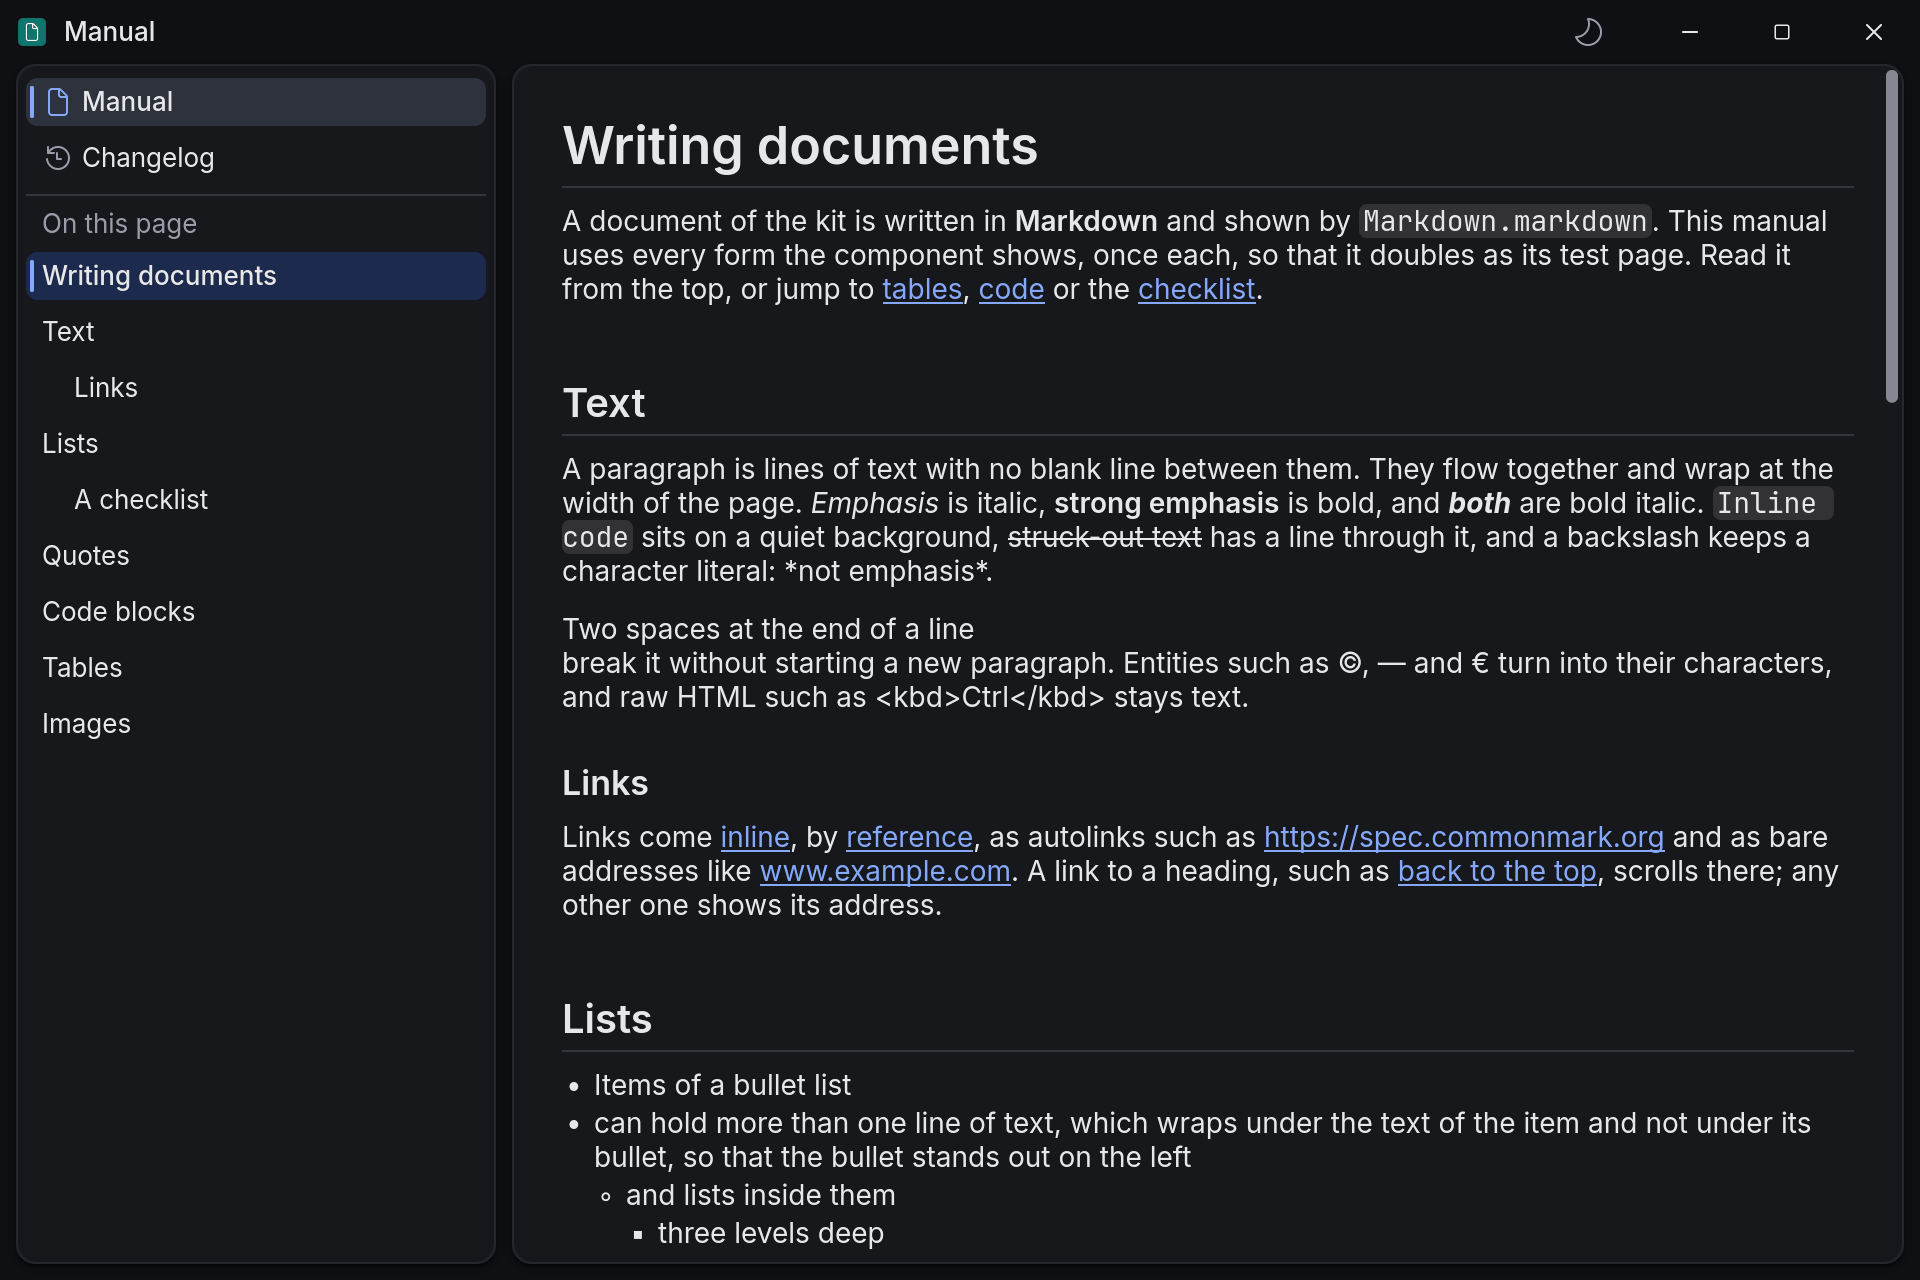 Manual
Manual
Changelog
On this page
Writing documents
Text
Links
Lists
A checklist
Quotes
Code blocks
Tables
Images
Writing documents
A document of the kit is written in Markdown and shown by Markdown.markdown. This manual
uses every form the component shows, once each, so that it doubles as its test page. Read it
from the top, or jump to tables, code or the checklist.
Text
A paragraph is lines of text with no blank line between them. They flow together and wrap at the
width of the page. Emphasis is italic, strong emphasis is bold, and both are bold italic. Inline
code sits on a quiet background, struck-out text has a line through it, and a backslash keeps a
character literal: *not emphasis*.
Two spaces at the end of a line
break it without starting a new paragraph. Entities such as ©, — and € turn into their characters,
and raw HTML such as <kbd>Ctrl</kbd> stays text.
Links
Links come inline, by reference, as autolinks such as https://spec.commonmark.org and as bare
addresses like www.example.com. A link to a heading, such as back to the top, scrolls there; any
other one shows its address.
Lists
• Items of a bullet list
• can hold more than one line of text, which wraps under the text of the item and not under its
bullet, so that the bullet stands out on the left
◦ and lists inside them
▪ three levels deep